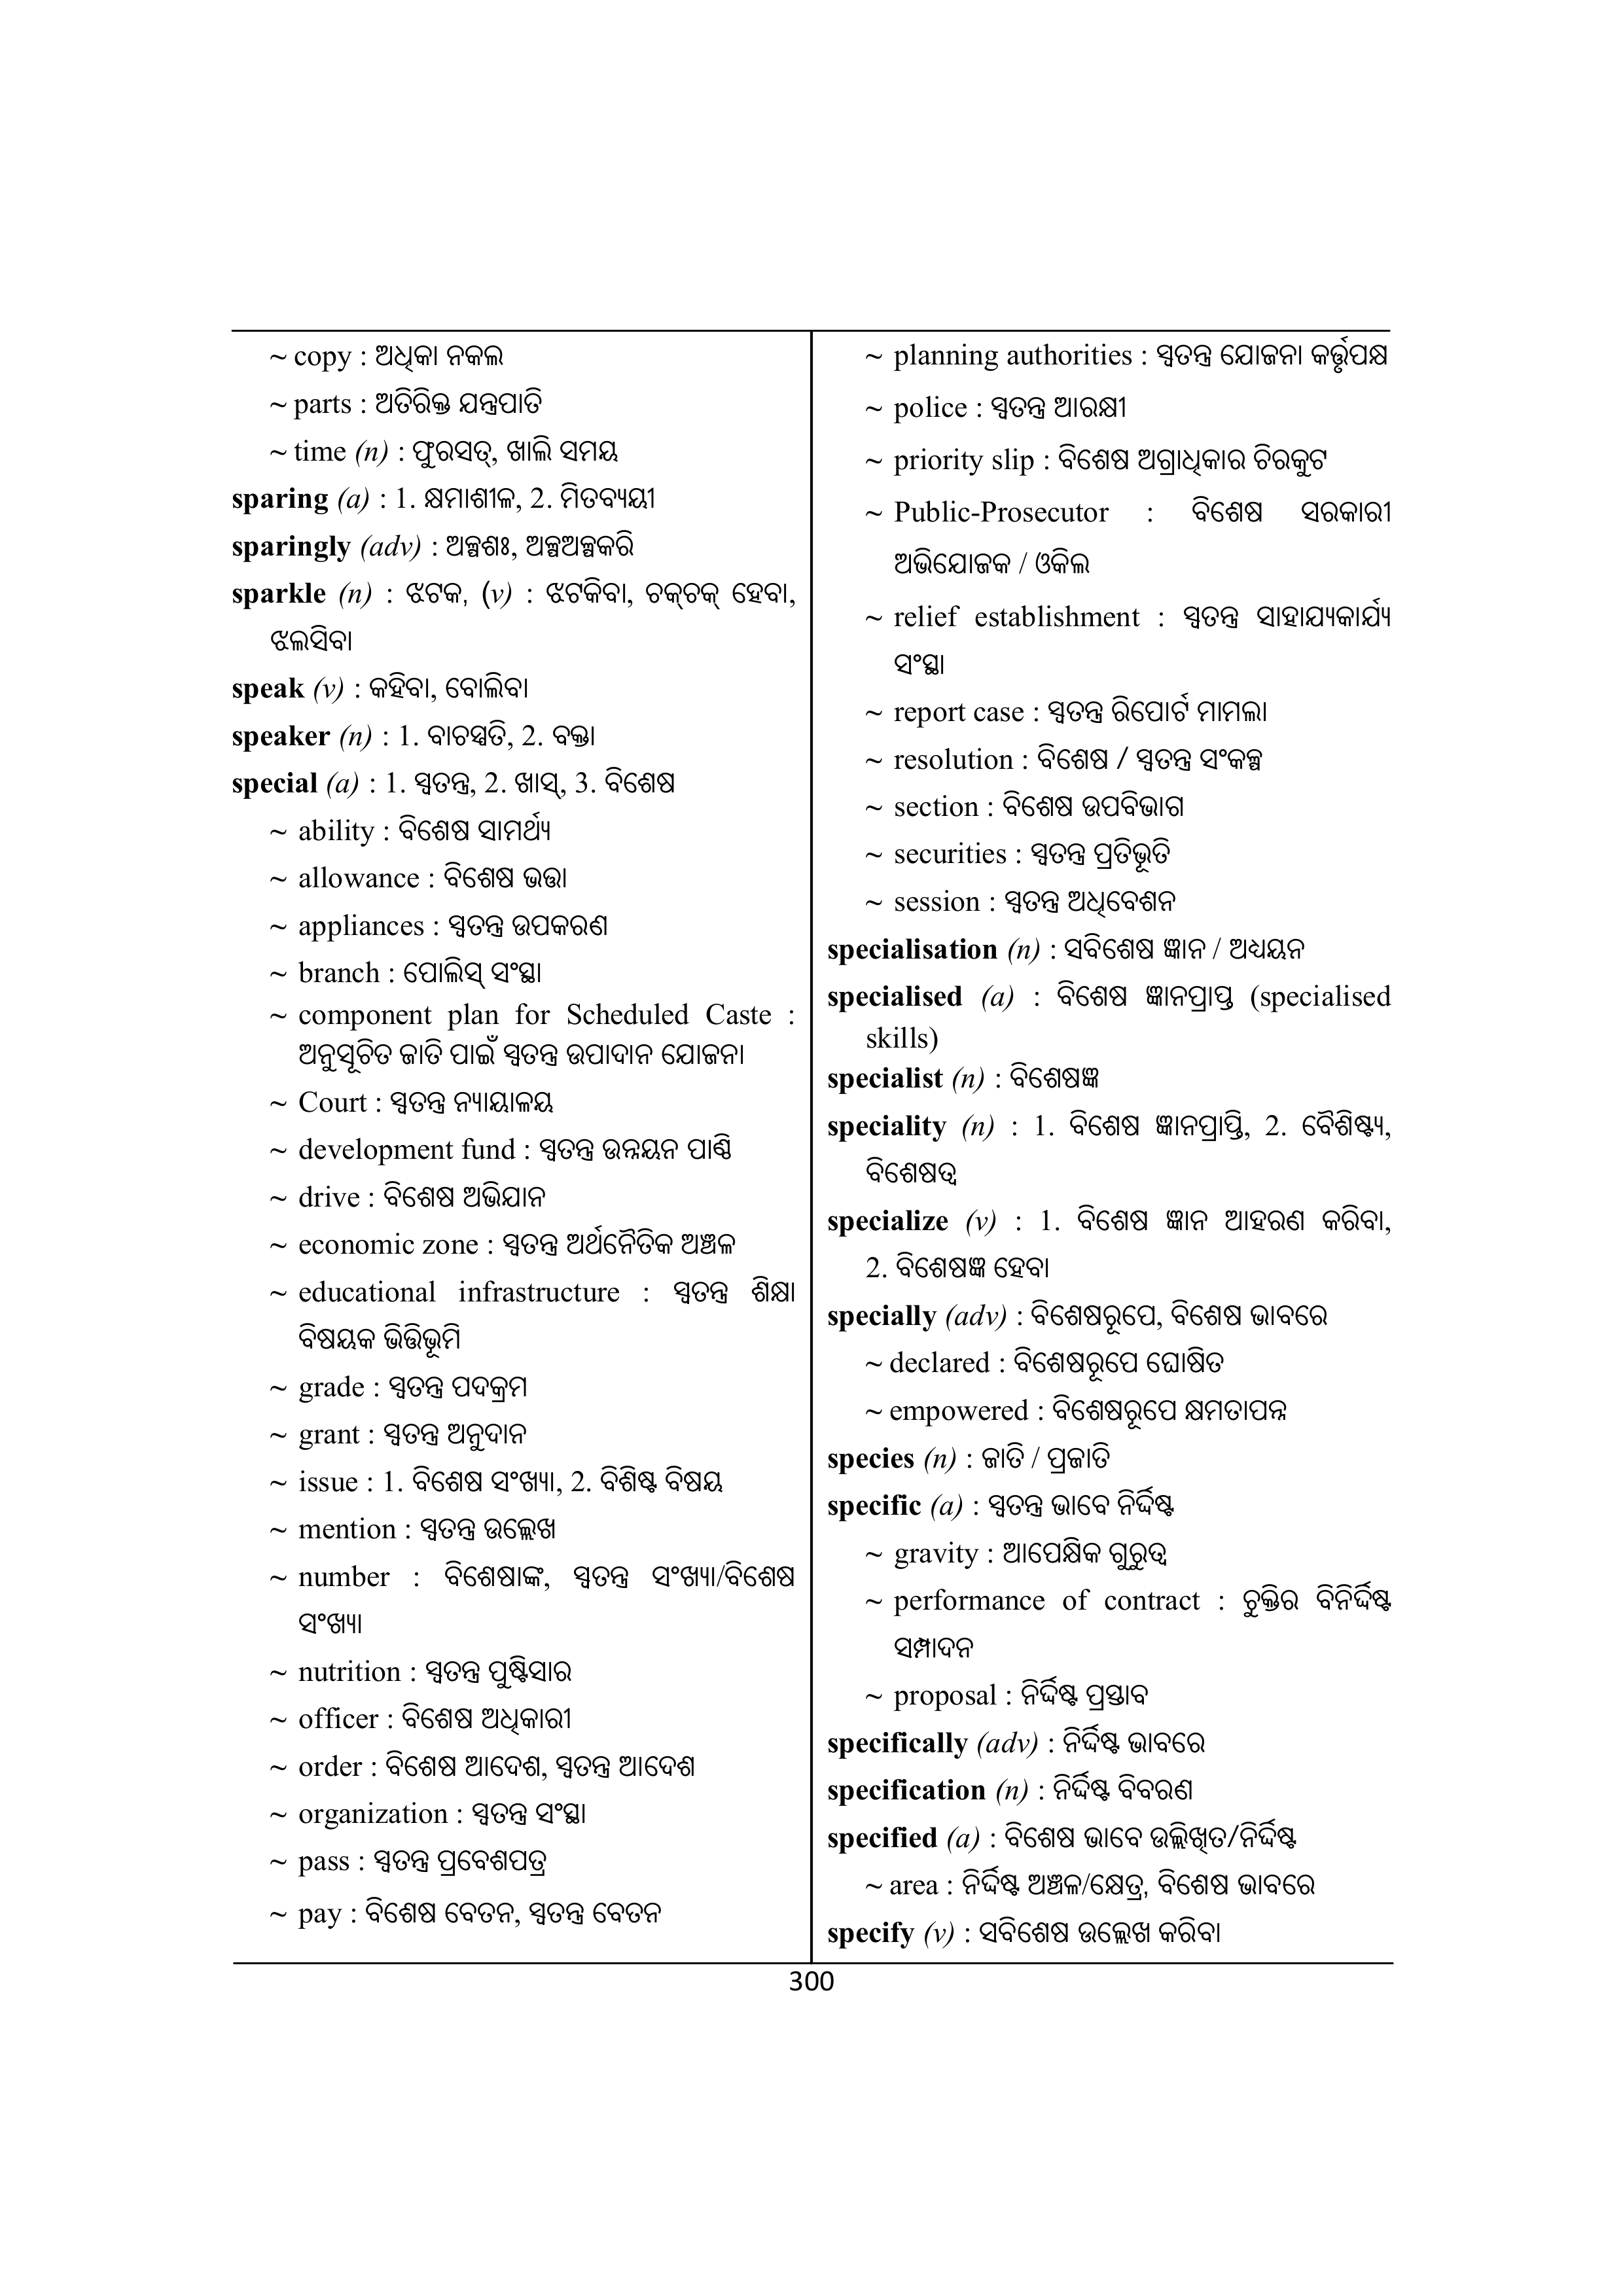 ~ copy : ଅଧିକା ନକଲ
~ parts : ଅତିରିକ୍ତ ଯନ୍ତ୍ରପାତି
~ time (n) : ଫୁରସତ୍, ଖାଲି ସମୟ
sparing (a) : 1. କ୍ଷମାଶୀଳ, 2. ମିତବ୍ୟୟୀ
sparingly (adv) : ଅଳ୍ପଶଃ, ଅଳ୍ପଅଳ୍ପକରି
sparkle (n) : ଝଟକ, (v) : ଝଟକିବା, ଚକ୍‌ଚକ୍ ହେବା,
ଝଲସିବା
speak (v) : କହିବା, ବୋଲିବା
speaker (n) : 1. ବାଚସ୍ପତି, 2. ବକ୍ତା
special (a) : 1. ସ୍ୱତନ୍ତ୍ର, 2. ଖାସ୍, 3. ବିଶେଷ
~ ability : ବିଶେଷ ସାମର୍ଥ୍ୟ
~ allowance : ବିଶେଷ ଭତ୍ତା
~ appliances : ସ୍ୱତନ୍ତ୍ର ଉପକରଣ
~ branch : ପୋଲିସ୍ ସଂସ୍ଥା
~ component plan for Scheduled Caste :
ଅନୁସୂଚିତ ଜାତି ପାଇଁ ସ୍ୱତନ୍ତ୍ର ଉପାଦାନ ଯୋଜନା
~ Court : ସ୍ୱତନ୍ତ୍ର ନ୍ୟାୟାଳୟ
~ development fund : ସ୍ୱତନ୍ତ୍ର ଉନ୍ନୟନ ପାଣ୍ଠି
~ drive : ବିଶେଷ ଅଭିଯାନ
~ economic zone : ସ୍ୱତନ୍ତ୍ର ଅର୍ଥନୈତିକ ଅଞ୍ଚଳ
~ educational infrastructure : ସ୍ୱତନ୍ତ୍ର ଶିକ୍ଷା
ବିଷୟକ ଭିତ୍ତିଭୂମି
~ grade : ସ୍ୱତନ୍ତ୍ର ପଦକ୍ରମ
~ grant : ସ୍ୱତନ୍ତ୍ର ଅନୁଦାନ
~ issue : 1. ବିଶେଷ ସଂଖ୍ୟା, 2. ବିଶିଷ୍ଟ ବିଷୟ
~ mention : ସ୍ୱତନ୍ତ୍ର ଉଲ୍ଲେଖ
~ number : ବିଶେଷାଙ୍କ, ସ୍ୱତନ୍ତ୍ର ସଂଖ୍ୟା/ବିଶେଷ
ସଂଖ୍ୟା
~ nutrition : ସ୍ୱତନ୍ତ୍ର ପୁଷ୍ଟିସାର
~ officer : ବିଶେଷ ଅଧିକାରୀ
~ order : ବିଶେଷ ଆଦେଶ, ସ୍ୱତନ୍ତ୍ର ଆଦେଶ
~ organization : ସ୍ୱତନ୍ତ୍ର ସଂସ୍ଥା
~ pass : ସ୍ୱତନ୍ତ୍ର ପ୍ରବେଶପତ୍ର
~ pay : ବିଶେଷ ବେତନ, ସ୍ୱତନ୍ତ୍ର ବେତନ
~ planning authorities : ସ୍ୱତନ୍ତ୍ର ଯୋଜନା କର୍ତ୍ତୃପକ୍ଷ
~ police : ସ୍ୱତନ୍ତ୍ର ଆରକ୍ଷୀ
~ priority slip : ବିଶେଷ ଅଗ୍ରାଧିକାର ଚିରକୁଟ
~ Public-Prosecutor : ବିଶେଷ ସରକାରୀ
ଅଭିଯୋଜକ / ଓକିଲ
~ relief establishment : ସ୍ୱତନ୍ତ୍ର ସାହାଯ୍ୟକାର୍ଯ୍ୟ
ସଂସ୍ଥା
~ report case : ସ୍ୱତନ୍ତ୍ର ରିପୋର୍ଟ ମାମଲା
~ resolution : ବିଶେଷ / ସ୍ୱତନ୍ତ୍ର ସଂକଳ୍ପ
~ section : ବିଶେଷ ଉପବିଭାଗ
~ securities : ସ୍ୱତନ୍ତ୍ର ପ୍ରତିଭୂତି
~ session : ସ୍ୱତନ୍ତ୍ର ଅଧିବେଶନ
specialisation (n) : ସବିଶେଷ ଜ୍ଞାନ / ଅଧ୍ୟୟନ
specialised (a) : ବିଶେଷ ଜ୍ଞାନପ୍ରାପ୍ତ (specialised
skills)
specialist (n) : ବିଶେଷଜ୍ଞ
speciality (n) : 1. ବିଶେଷ ଜ୍ଞାନପ୍ରାପ୍ତି, 2. ବୈଶିଷ୍ଟ୍ୟ,
ବିଶେଷତ୍ୱ
specialize (v) : 1. ବିଶେଷ ଜ୍ଞାନ ଆହରଣ କରିବା,
2. ବିଶେଷଜ୍ଞ ହେବା
specially (adv) : ବିଶେଷରୂପେ, ବିଶେଷ ଭାବରେ
~ declared : ବିଶେଷରୂପେ ଘୋଷିତ
~ empowered : ବିଶେଷରୂପେ କ୍ଷମତାପନ୍ନ
species (n) : ଜାତି / ପ୍ରଜାତି
specific (a) : ସ୍ୱତନ୍ତ୍ର ଭାବେ ନିର୍ଦ୍ଦିଷ୍ଟ
~ gravity : ଆପେକ୍ଷିକ ଗୁରୁତ୍ୱ
~ performance of contract : ଚୁକ୍ତିର ବିନିର୍ଦ୍ଦିଷ୍ଟ
ସମ୍ପାଦନ
~ proposal : ନିର୍ଦ୍ଦିଷ୍ଟ ପ୍ରସ୍ତାବ
specifically (adv) : ନିର୍ଦ୍ଦିଷ୍ଟ ଭାବରେ
specification (n) : ନିର୍ଦ୍ଦିଷ୍ଟ ବିବରଣ
specified (a) : ବିଶେଷ ଭାବେ ଉଲ୍ଲିଖିତ/ନିର୍ଦ୍ଦିଷ୍ଟ
~ area : ନିର୍ଦ୍ଦିଷ୍ଟ ଅଞ୍ଚଳ/କ୍ଷେତ୍ର, ବିଶେଷ ଭାବରେ
specify (v) : ସବିଶେଷ ଉଲ୍ଲେଖ କରିବା
300